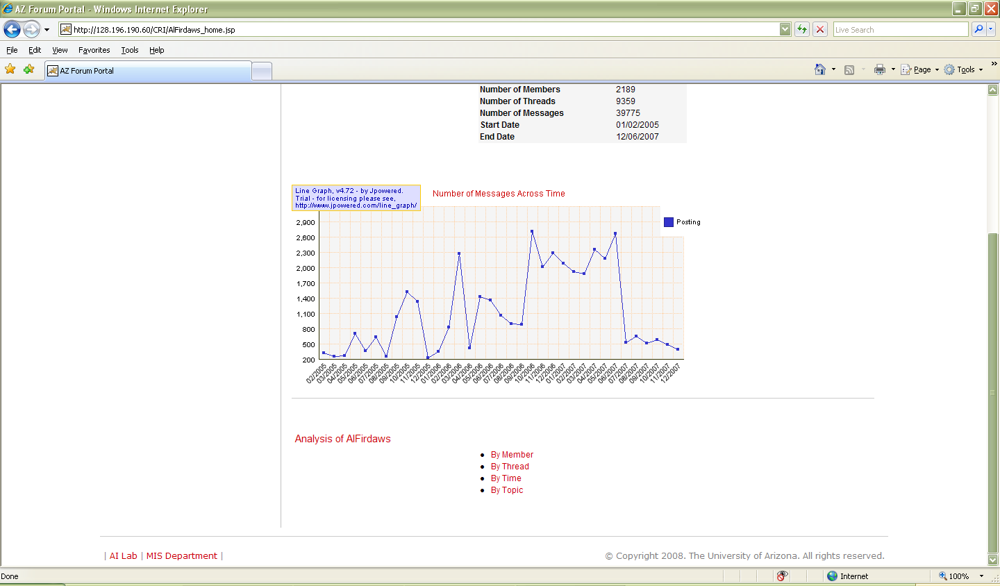 AZ Forum Portal - Windows Internet Explorer
http://128.196.190.60/CRI/AlFirdaws_home.jsp
Live Search
File Edit View Favorites Tools Help
AZ Forum Portal
Page Tools
Number of Members 2189
Number of Threads 9359
Number of Messages 39775
Start Date 01/02/2005
End Date 12/06/2007
Line Graph, v4.72 - by Jpowered.
Trial - for licensing please see,
http://www.jpowered.com/line_graph/
Number of Messages Across Time
Posting
2,900
2,600
2,300
2,000
1,700
1,400
1,100
800
500
200
02/2005 03/2005 04/2005 05/2005 06/2005 07/2005 08/2005 09/2005 10/2005 11/2005 12/2005 01/2006 02/2006 03/2006 04/2006 05/2006 06/2006 07/2006 08/2006 09/2006 10/2006 11/2006 12/2006 01/2007 02/2007 03/2007 04/2007 05/2007 06/2007 07/2007 08/2007 09/2007 10/2007 11/2007 12/2007
Analysis of AlFirdaws
By Member
By Thread
By Time
By Topic
| AI Lab | MIS Department |
© Copyright 2008. The University of Arizona. All rights reserved.
Done
Internet
100%